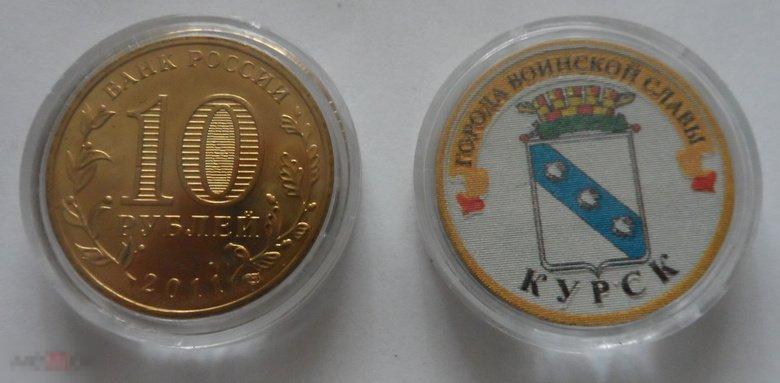 БАНК РОССИИ
10
РУБЛЕЙ
2011
ГОРОДА ВОИНСКОЙ СЛАВЫ
КУРСК